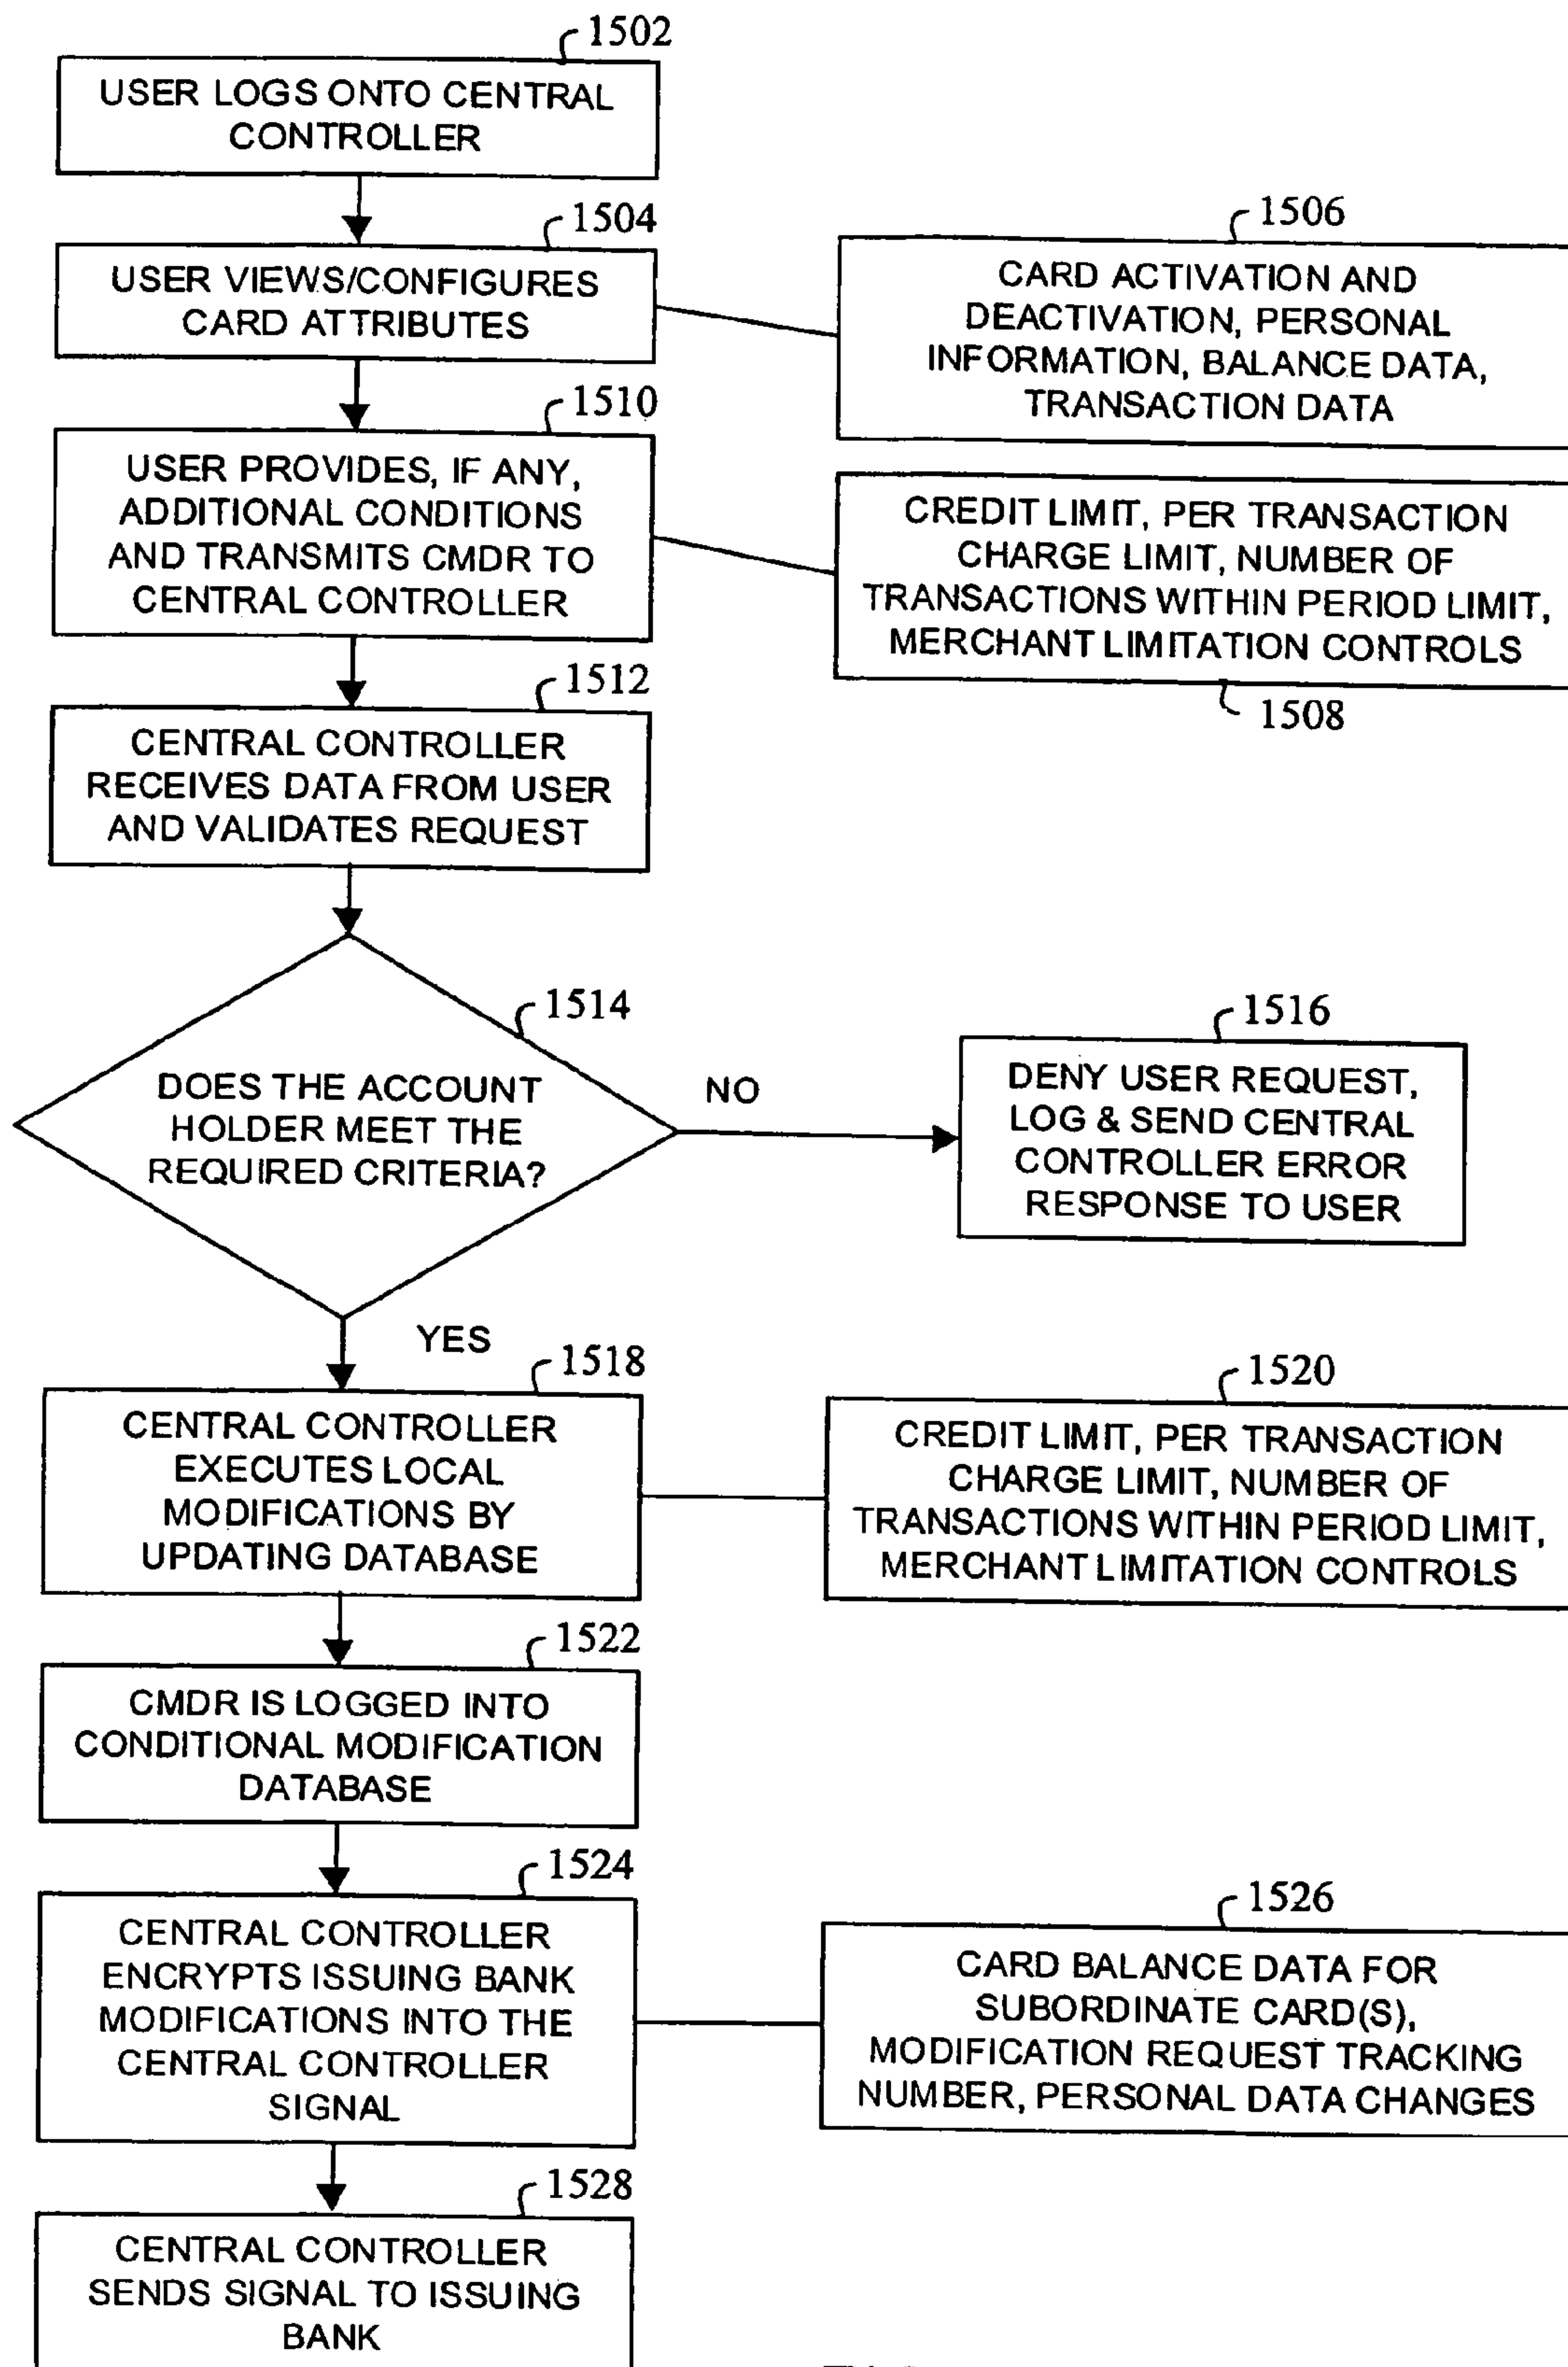 1502
USER LOGS ONTO CENTRAL
CONTROLLER
1504
USER VIEWS/CONFIGURES
CARD ATTRIBUTES
1506
CARD ACTIVATION AND
DEACTIVATION, PERSONAL
INFORMATION, BALANCE DATA,
TRANSACTION DATA
1510
USER PROVIDES, IF ANY,
ADDITIONAL CONDITIONS
AND TRANSMITS CMDR TO
CENTRAL CONTROLLER
CREDIT LIMIT, PER TRANSACTION
CHARGE LIMIT, NUMBER OF
TRANSACTIONS WITHIN PERIOD LIMIT,
MERCHANT LIMITATION CONTROLS
1508
1512
CENTRAL CONTROLLER
RECEIVES DATA FROM USER
AND VALIDATES REQUEST
1514
DOES THE ACCOUNT
HOLDER MEET THE
REQUIRED CRITERIA?
NO
1516
DENY USER REQUEST,
LOG & SEND CENTRAL
CONTROLLER ERROR
RESPONSE TO USER
YES
1518
CENTRAL CONTROLLER
EXECUTES LOCAL
MODIFICATIONS BY
UPDATING DATABASE
1520
CREDIT LIMIT, PER TRANSACTION
CHARGE LIMIT, NUMBER OF
TRANSACTIONS WITHIN PERIOD LIMIT,
MERCHANT LIMITATION CONTROLS
1522
CMDR IS LOGGED INTO
CONDITIONAL MODIFICATION
DATABASE
1524
CENTRAL CONTROLLER
ENCRYPTS ISSUING BANK
MODIFICATIONS INTO THE
CENTRAL CONTROLLER
SIGNAL
1526
CARD BALANCE DATA FOR
SUBORDINATE CARD(S),
MODIFICATION REQUEST TRACKING
NUMBER, PERSONAL DATA CHANGES
1528
CENTRAL CONTROLLER
SENDS SIGNAL TO ISSUING
BANK